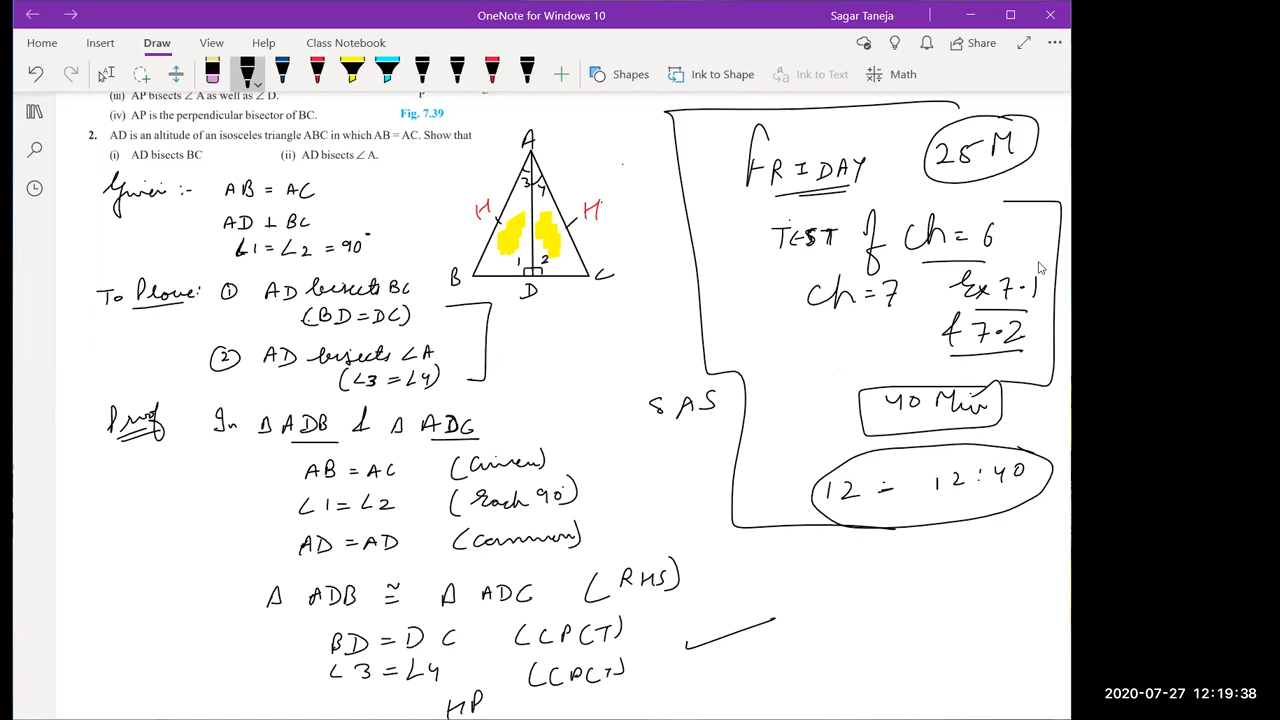 OneNote for Windows 10
Sagar Taneja
Home Insert Draw View Help Class Notebook Share
Shapes Ink to Shape Ink to Text Math
(iii) AP bisects ∠ A as well as ∠ D.
(iv) AP is the perpendicular bisector of BC.
Fig. 7.39
2. AD is an altitude of an isosceles triangle ABC in which AB = AC. Show that
(i) AD bisects BC (ii) AD bisects ∠ A.
Given :- AB = AC
AD ⊥ BC
∠1 = ∠2 = 90°
To Prove: ① AD bisects BC
(BD = DC)
② AD bisects ∠A
(∠3 = ∠4)
Proof In Δ ADB & Δ ADC
AB = AC (Given)
∠1 = ∠2 (Each 90°)
AD = AD (Common)
Δ ADB ≅ Δ ADC (RHS)
BD = DC (CPCT)
∠3 = ∠4 (CPCT)
HP
A
3 4
H H
1 2
B D C
SAS
FRIDAY 25 M
TEST of Ch = 6
Ch = 7 Ex 7.1
& 7.2
40 Min
12 - 12:40
2020-07-27 12:19:38